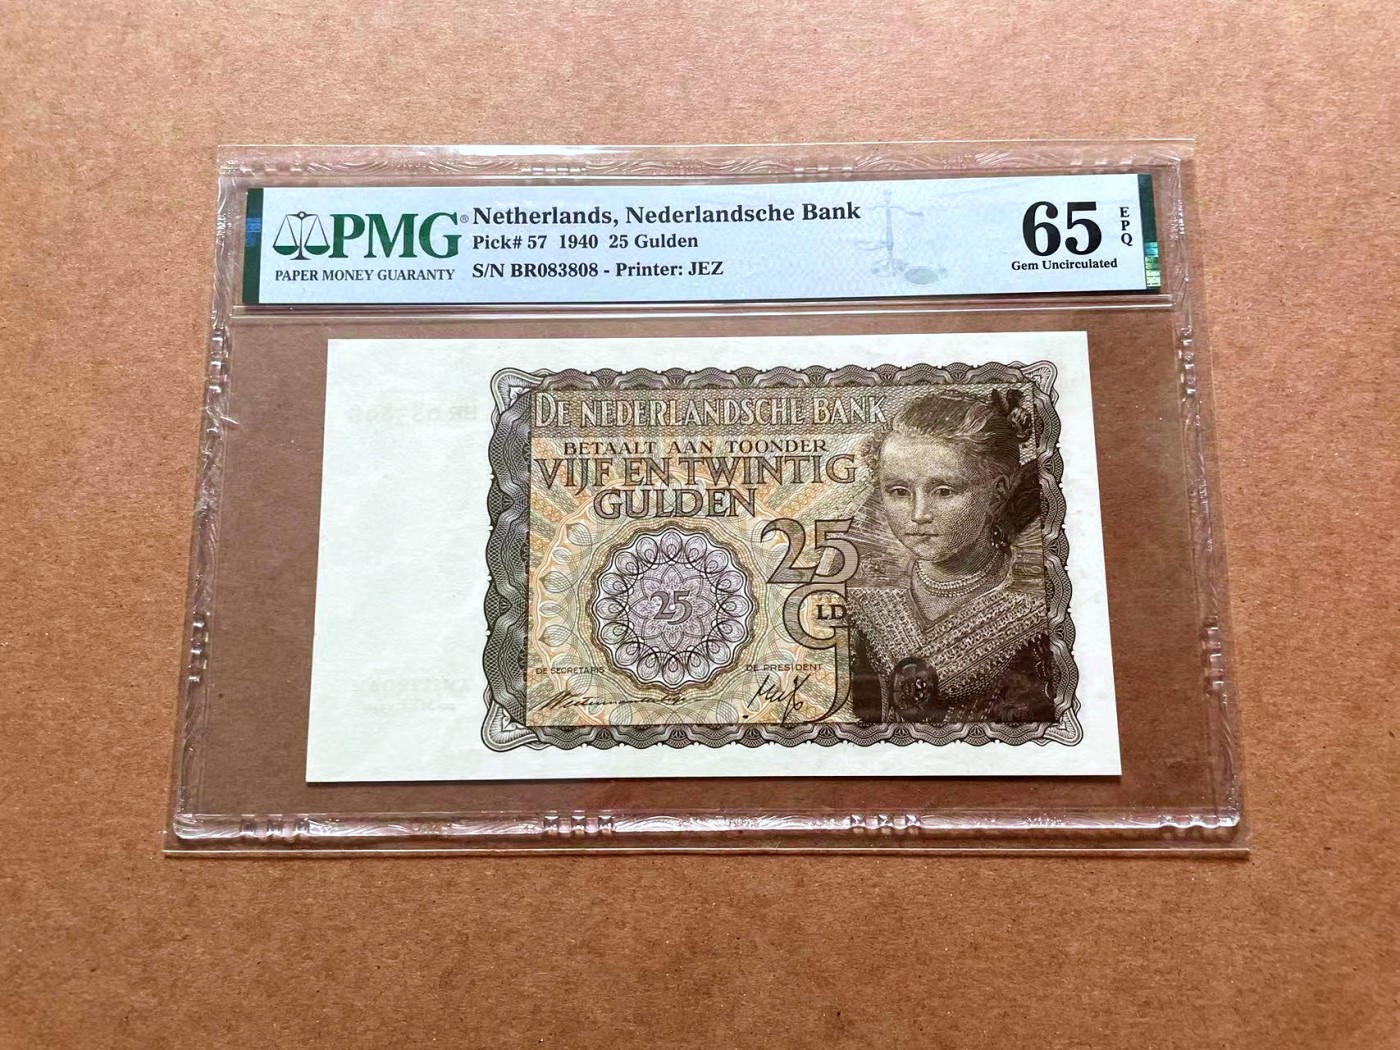 PMG®
PAPER MONEY GUARANTY
Netherlands, Nederlandsche Bank
Pick# 57 1940 25 Gulden
S/N BR083808 - Printer: JEZ
65
EPQ
Gem Uncirculated
DE NEDERLANDSCHE BANK
BETAALT AAN TOONDER
VIJF EN TWINTIG
GULDEN
25
GLD
25
DE SECRETARIS
DE PRESIDENT